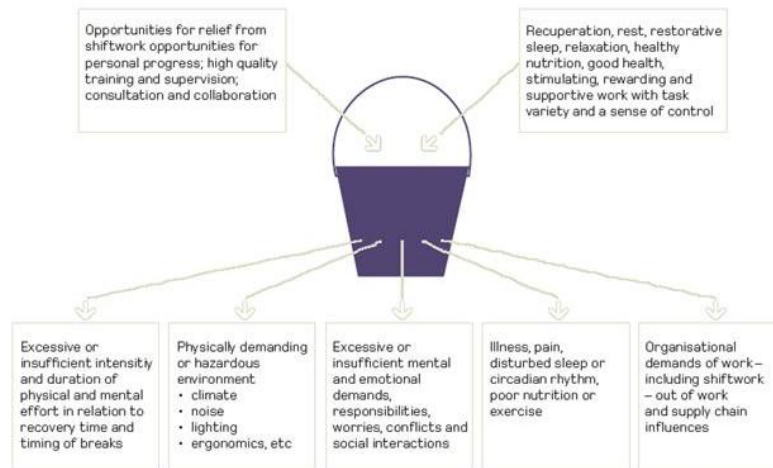 Opportunities for relief from
shiftwork opportunities for
personal progress; high quality
training and supervision;
consultation and collaboration
Recuperation, rest, restorative
sleep, relaxation, healthy
nutrition, good health,
stimulating, rewarding and
supportive work with task
variety and a sense of control
Excessive or
insufficient intensitiy
and duration of
physical and mental
effort in relation to
recovery time and
timing of breaks
Physically demanding
or hazardous
environment
• climate
• noise
• lighting
• ergonomics, etc
Excessive or
insufficient mental
and emotional
demands,
responsibilities,
worries, conflicts and
social interactions
Illness, pain,
disturbed sleep or
circadian rhythm,
poor nutrition or
exercise
Organisational
demands of work–
including shiftwork
– out of work
and supply chain
influences